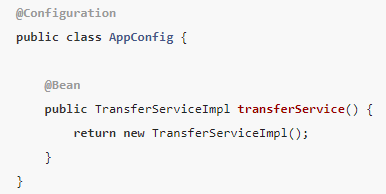 @Configuration
public class AppConfig {
@Bean
public TransferServiceImpl transferService() {
return new TransferServiceImpl();
}
}